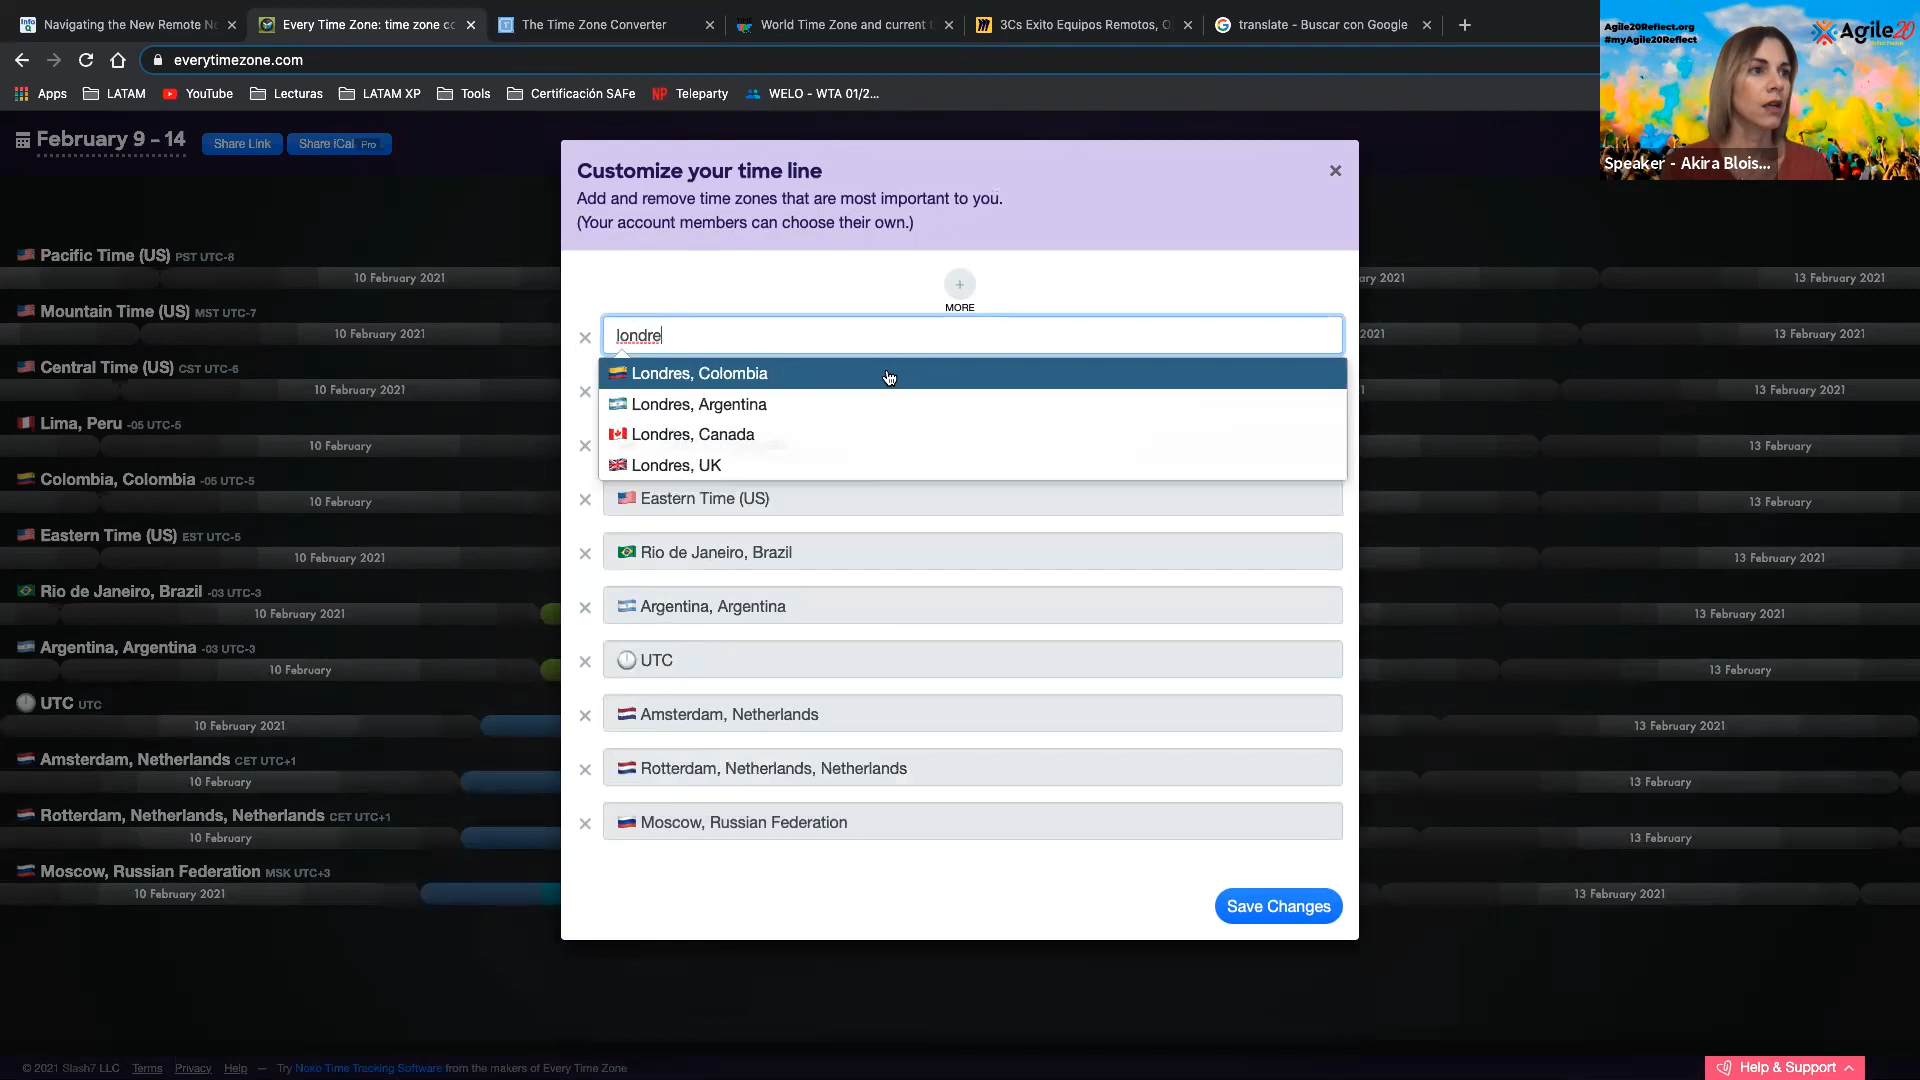 Navigating the New Remote N
Every Time Zone: time zone co
The Time Zone Converter
World Time Zone and current
3Cs Exito Equipos Remotos, O
translate - Buscar con Google
everytimezone.com
Apps
LATAM
YouTube
Lecturas
LATAM XP
Tools
Certificación SAFe
NP Teleparty
WELO - WTA 01/2...
Agile20Reflect.org
#myAgile20Reflect
Agile20
Speaker - Akira Blois...
February 9 – 14
Share Link
Share iCal Pro
Customize your time line
Add and remove time zones that are most important to you.
(Your account members can choose their own.)
+
MORE
londre
Londres, Colombia
Londres, Argentina
Londres, Canada
Londres, UK
Eastern Time (US)
Rio de Janeiro, Brazil
Argentina, Argentina
UTC
Amsterdam, Netherlands
Rotterdam, Netherlands, Netherlands
Moscow, Russian Federation
Save Changes
Pacific Time (US) PST UTC-8
10 February 2021
Mountain Time (US) MST UTC-7
10 February 2021
Central Time (US) CST UTC-6
10 February 2021
Lima, Peru -05 UTC-5
10 February
Colombia, Colombia -05 UTC-5
10 February
Eastern Time (US) EST UTC-5
10 February 2021
Rio de Janeiro, Brazil -03 UTC-3
10 February 2021
Argentina, Argentina -03 UTC-3
10 February
UTC UTC
10 February 2021
Amsterdam, Netherlands CET UTC+1
10 February
Rotterdam, Netherlands, Netherlands CET UTC+1
10 February
Moscow, Russian Federation MSK UTC+3
10 February 2021
ary 2021
13 February 2021
2021
13 February 2021
1
13 February 2021
13 February
13 February
13 February 2021
13 February 2021
13 February
13 February 2021
13 February
13 February
13 February 2021
© 2021 Slash7 LLC Terms Privacy Help — Try Noko Time Tracking Software from the makers of Every Time Zone
Help & Support